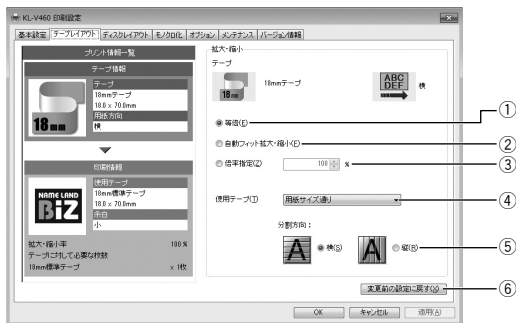 KL-V460 印刷設定
基本設定 テープレイアウト ディスクレイアウト モノクロ化 オプション メンテナンス バージョン情報
プリント情報一覧
テープ情報
テープ
18mmテープ
18.0 x 70.0mm
用紙方向
横
18 mm
印刷情報
使用テープ
18mm標準テープ
18.0 x 70.0mm
余白
小
NAME LAND
BiZ
拡大・縮小率 100 %
テープに対して必要な枚数
18mm標準テープ × 1枚
拡大・縮小
テープ
18 mm
18mmテープ
ABC
DEF
横
等倍(E)
①
自動フィット拡大・縮小(F)
②
倍率指定(Z) 100 %
③
使用テープ(T) 用紙サイズ通り
④
分割方向:
A 横(S) A 縦(R)
⑤
変更前の設定に戻す(X)
⑥
OK キャンセル 適用(A)